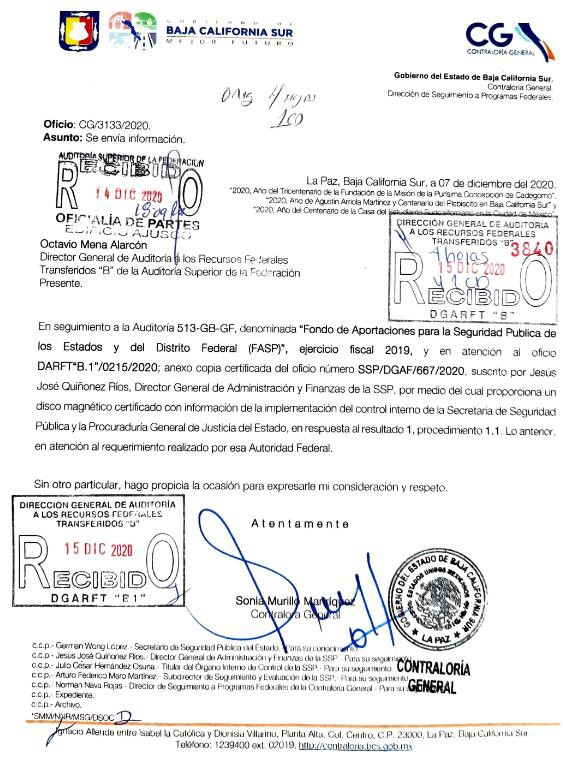 GOBIERNO DE
BAJA CALIFORNIA SUR
MEJOR FUTURO
CG
CONTRALORÍA GENERAL
Gobierno del Estado de Baja California Sur.
Contraloría General.
Dirección de Seguimiento a Programas Federales.
Oficio: CG/3133/2020.
Asunto: Se envía información.
AUDITORÍA SUPERIOR DE LA FEDERACIÓN
RECIBIDO
14 DIC 2020
OFICIALÍA DE PARTES
EDIFICIO AJUSCO
La Paz, Baja California Sur, a 07 de diciembre del 2020.
"2020, Año del Tricentenario de la Fundación de la Misión de la Purísima Concepción de Cadegomo",
"2020, Año de Agustín Arriola Martínez y Centenario del Plebiscito en Baja California Sur" y
"2020, Año del Centenario de la Casa del Estudiante Sudcaliforniano en la Ciudad de México".
DIRECCIÓN GENERAL DE AUDITORÍA
A LOS RECURSOS FEDERALES
TRANSFERIDOS "B"
3840
4 hojas
15 DIC 2020
y 1 CD
RECIBIDO
DGARFT "B"
Octavio Mena Alarcón
Director General de Auditoría a los Recursos Federales
Transferidos "B" de la Auditoría Superior de la Federación
Presente.
En seguimiento a la Auditoría 513-GB-GF, denominada "Fondo de Aportaciones para la Seguridad Publica de
los Estados y del Distrito Federal (FASP)", ejercicio fiscal 2019, y en atención al oficio
DARFT"B.1"/0215/2020; anexo copia certificada del oficio número SSP/DGAF/667/2020, suscrito por Jesús
José Quiñonez Ríos, Director General de Administración y Finanzas de la SSP, por medio del cual proporciona un
disco magnético certificado con información de la implementación del control interno de la Secretaria de Seguridad
Pública y la Procuraduría General de Justicia del Estado, en respuesta al resultado 1, procedimiento 1.1. Lo anterior,
en atención al requerimiento realizado por esa Autoridad Federal.
Sin otro particular, hago propicia la ocasión para expresarle mi consideración y respeto.
DIRECCIÓN GENERAL DE AUDITORÍA
A LOS RECURSOS FEDERALES
TRANSFERIDOS "B"
15 DIC 2020
RECIBIDO
DGARFT "B1"
Atentamente
Sonia Murillo Manríquez
Contralora General
GOBIERNO DEL ESTADO DE BAJA CALIFORNIA SUR
ESTADOS UNIDOS MEXICANOS
LA PAZ
CONTRALORÍA
GENERAL
c.c.p.- German Wong López. - Secretario de Seguridad Pública del Estado. -Para su conocimiento.
c.c.p.- Jesús José Quiñonez Ríos.- Director General de Administración y Finanzas de la SSP.- Para su seguimiento.
c.c.p.- Julio César Hernández Osuna. - Titular del Órgano Interno de Control de la SSP.- Para su seguimiento.
c.c.p.- Arturo Federico Moro Martínez.- Subdirector de Seguimiento y Evaluación de la SSP.- Para su seguimiento.
c.c.p.- Norman Nava Rojas.- Director de Seguimiento a Programas Federales de la Contraloría General.- Para su
c.c.p.- Expediente.
c.c.p.- Archivo.
*SMM/NNR/MSG/DSOC
Ignacio Allende entre Isabel la Católica y Dionisia Villarino, Planta Alta, Col. Centro, C.P. 23000, La Paz, Baja California Sur
Teléfono: 1239400 ext. 02019, http://contraloria.bcs.gob.mx